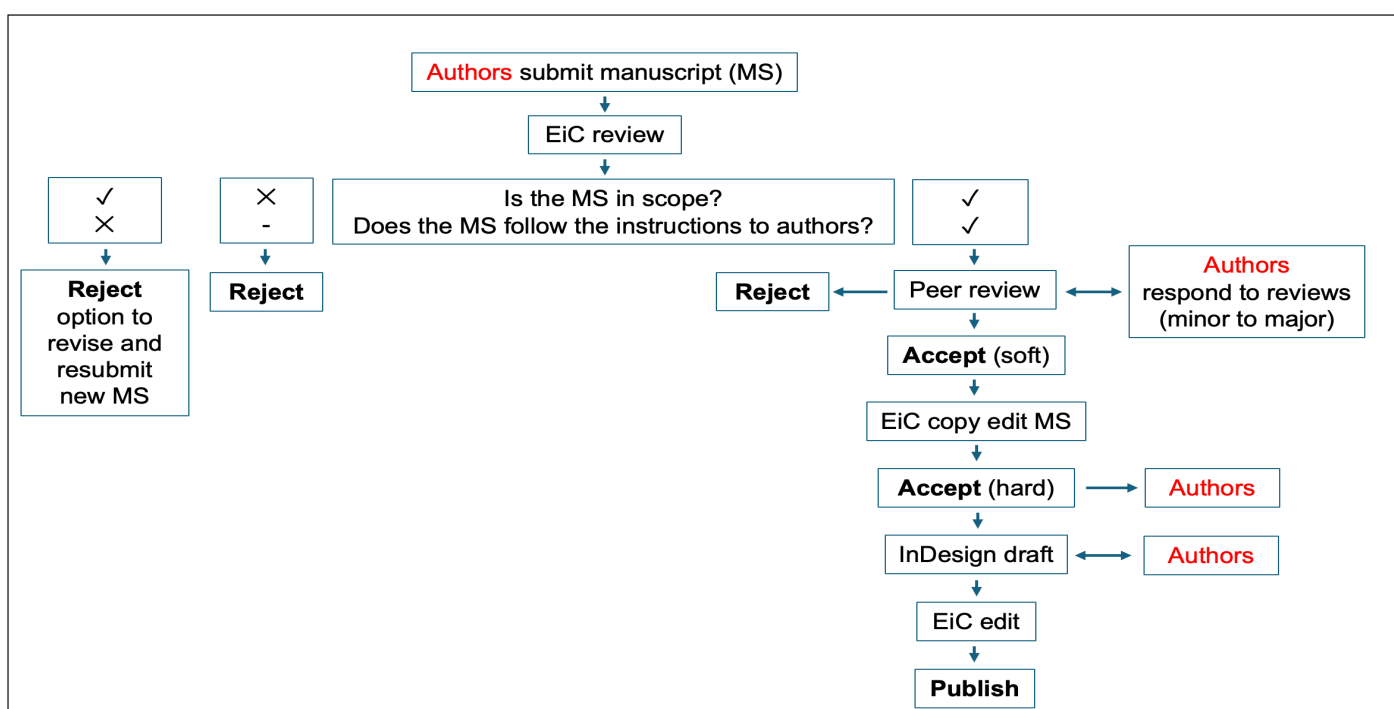 Authors submit manuscript (MS)
EiC review
✓
✕
✕
-
Is the MS in scope?
Does the MS follow the instructions to authors?
✓
✓
Reject
option to
revise and
resubmit
new MS
Reject
Reject
Peer review
Authors
respond to reviews
(minor to major)
Accept (soft)
EiC copy edit MS
Accept (hard)
Authors
InDesign draft
Authors
EiC edit
Publish